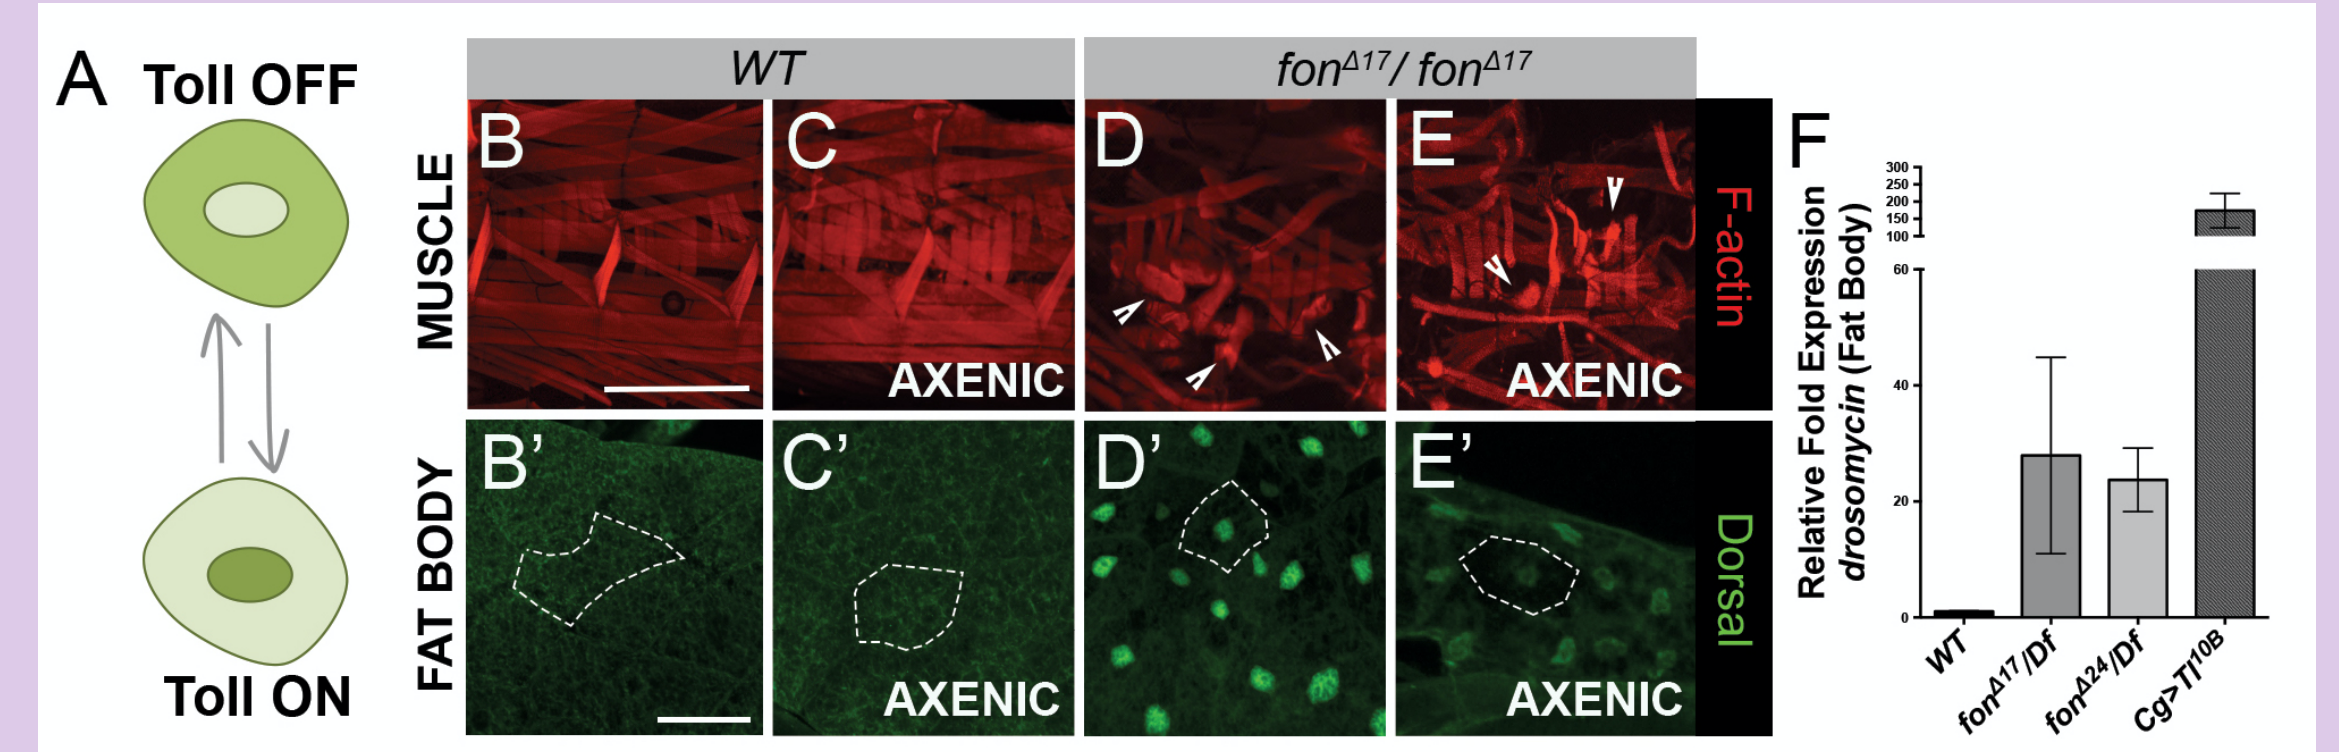 A
Toll OFF
Toll ON
WT
fonΔ17/ fonΔ17
MUSCLE
B
C
AXENIC
D
E
AXENIC
F-actin
FAT BODY
B’
C’
AXENIC
D’
E’
AXENIC
Dorsal
F
Relative Fold Expression
drosomycin (Fat Body)
300
250
200
150
100
60
40
20
0
WT
fonΔ17/Df
fonΔ24/Df
Cg>Tl10B